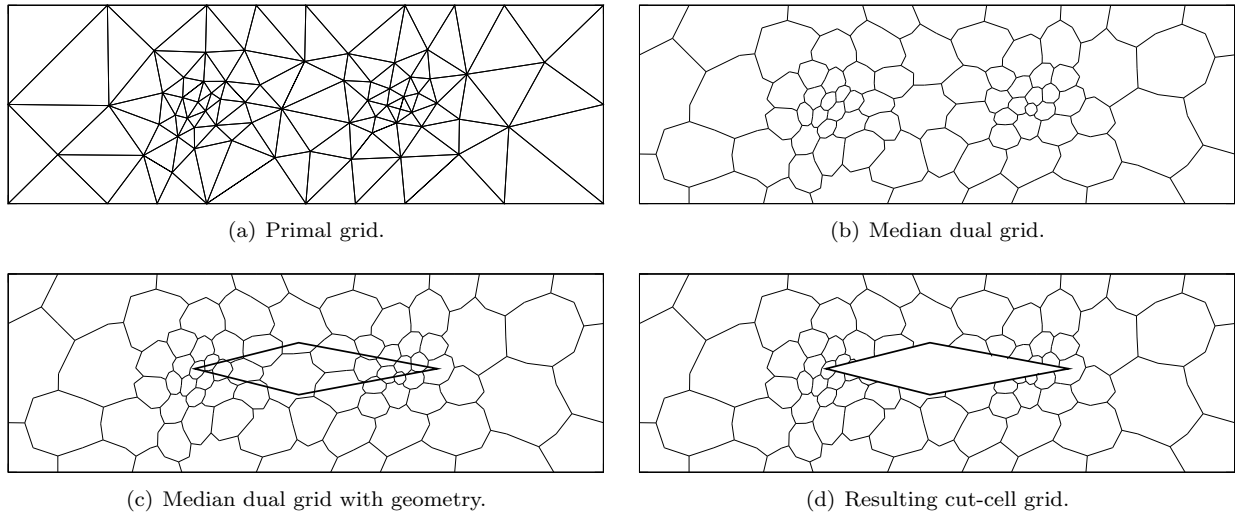 (a) Primal grid.
(b) Median dual grid.
(c) Median dual grid with geometry.
(d) Resulting cut-cell grid.